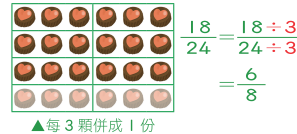 18/24 = 18÷3/24÷3
= 6/8
▲每 3 顆併成 1 份